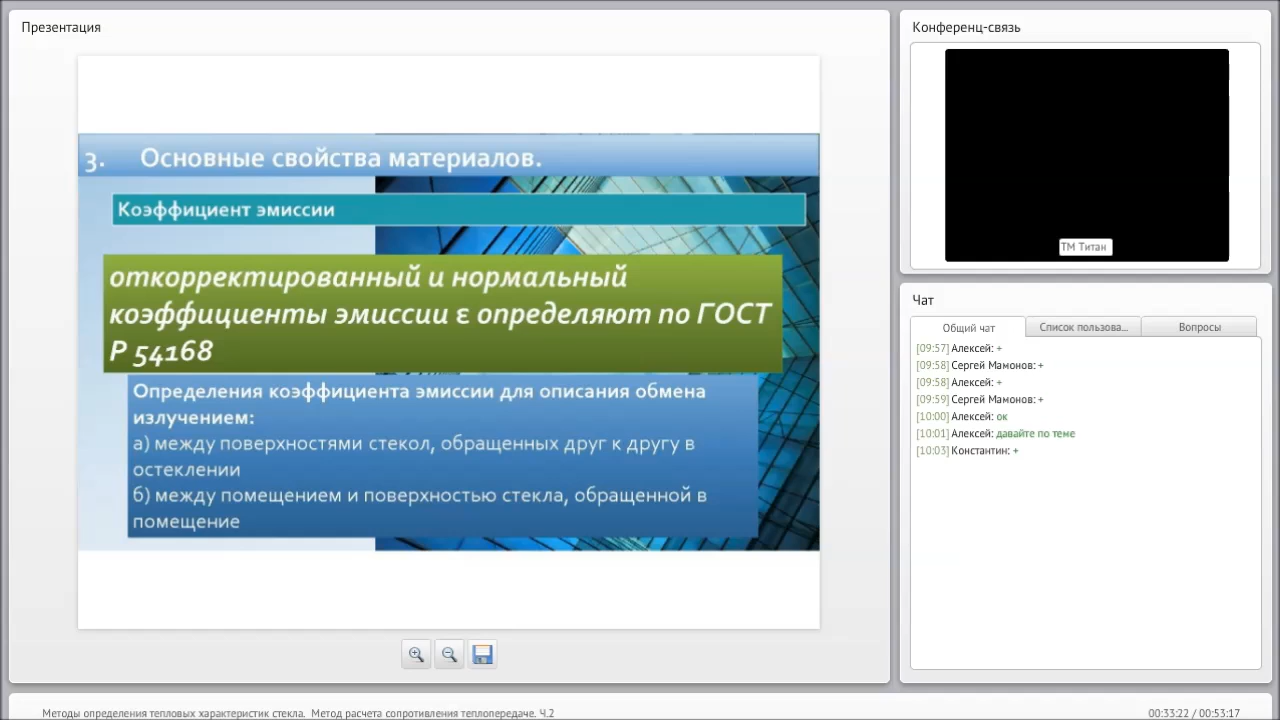 Презентация
3. Основные свойства материалов.
Коэффициент эмиссии
откорректированный и нормальный
коэффициенты эмиссии ε определяют по ГОСТ
Р 54168
Определения коэффициента эмиссии для описания обмена
излучением:
а) между поверхностями стекол, обращенных друг к другу в
остеклении
б) между помещением и поверхностью стекла, обращенной в
помещение
Конференц-связь
ТМ Титан
Чат
Общий чат
Список пользова...
Вопросы
[09:57] Алексей: +
[09:58] Сергей Мамонов: +
[09:58] Алексей: +
[09:59] Сергей Мамонов: +
[10:00] Алексей: ок
[10:01] Алексей: давайте по теме
[10:03] Константин: +
Методы определения тепловых характеристик стекла. Метод расчета сопротивления теплопередаче. Ч.2
00:33:22 / 00:53:17